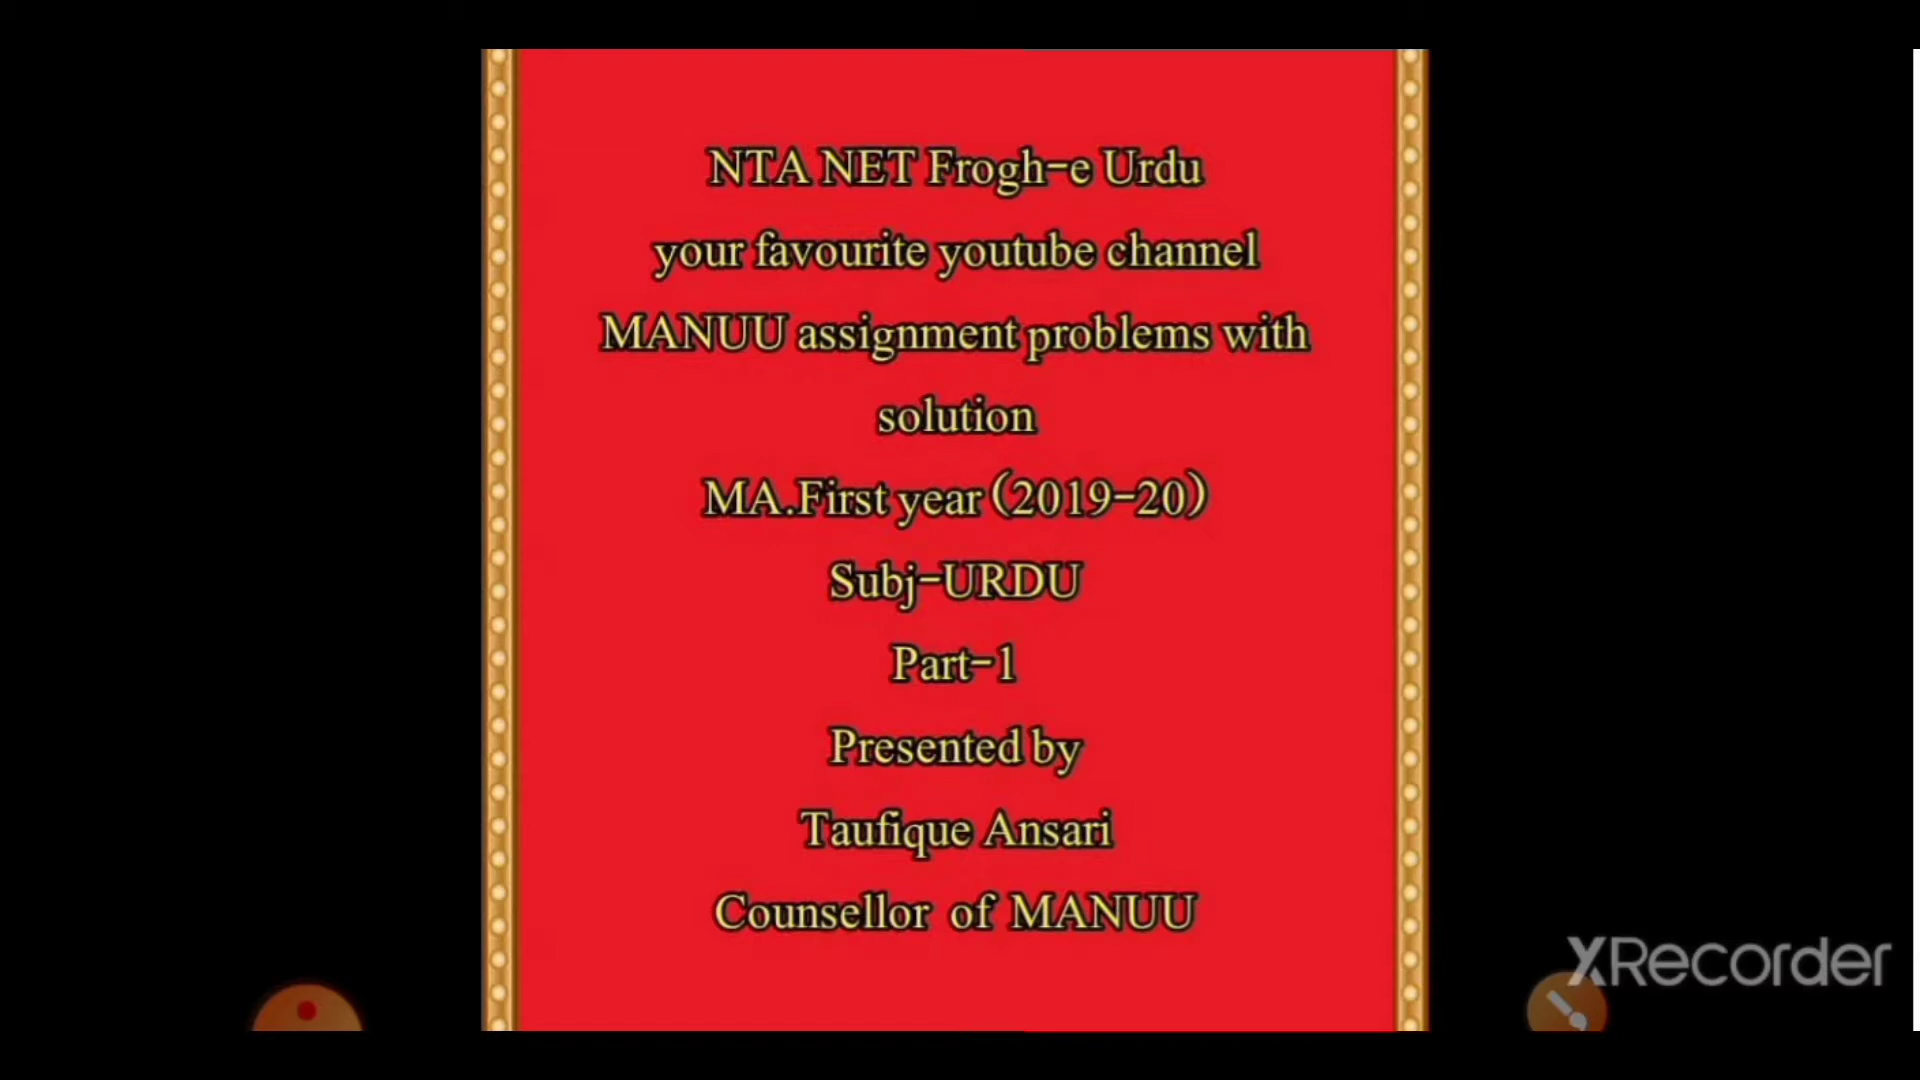 NTA NET Frogh-e Urdu
your favourite youtube channel
MANUU assignment problems with
solution
MA.First year (2019-20)
Subj-URDU
Part-1
Presented by
Taufique Ansari
Counsellor of MANUU
XRecorder